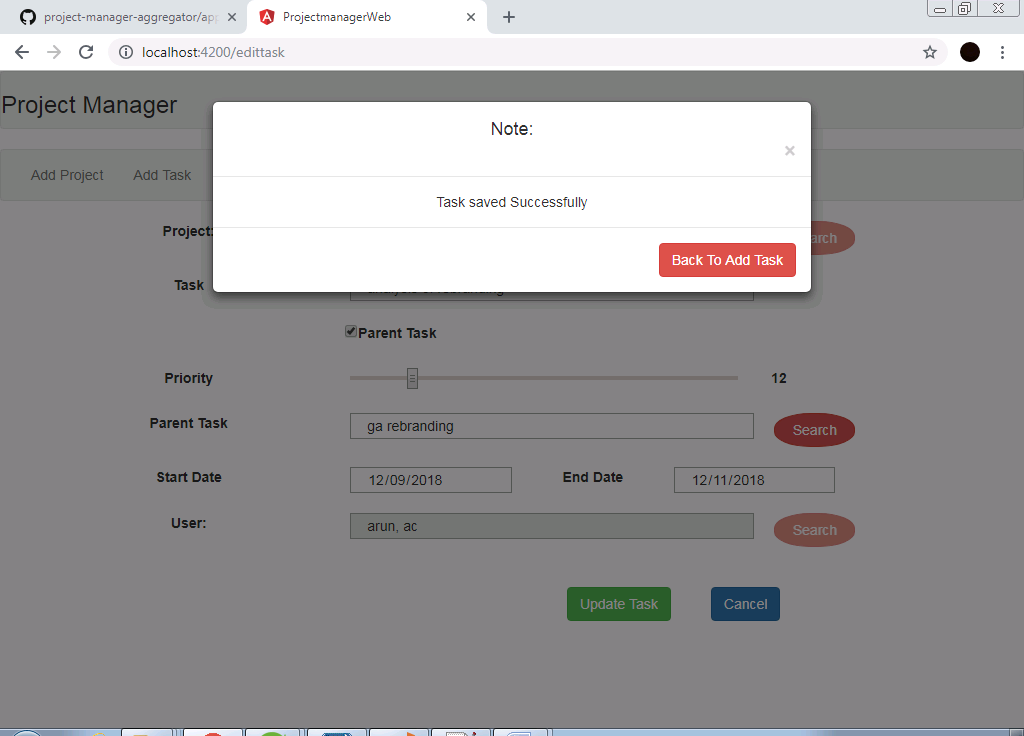 project-manager-aggregator/app
ProjectmanagerWeb
localhost:4200/edittask
Project Manager
Note:
×
Add Project
Add Task
Task saved Successfully
Project:
Back To Add Task
Task
Parent Task
Priority
12
Parent Task
ga rebranding
Search
Start Date
12/09/2018
End Date
12/11/2018
User:
arun, ac
Search
Update Task
Cancel